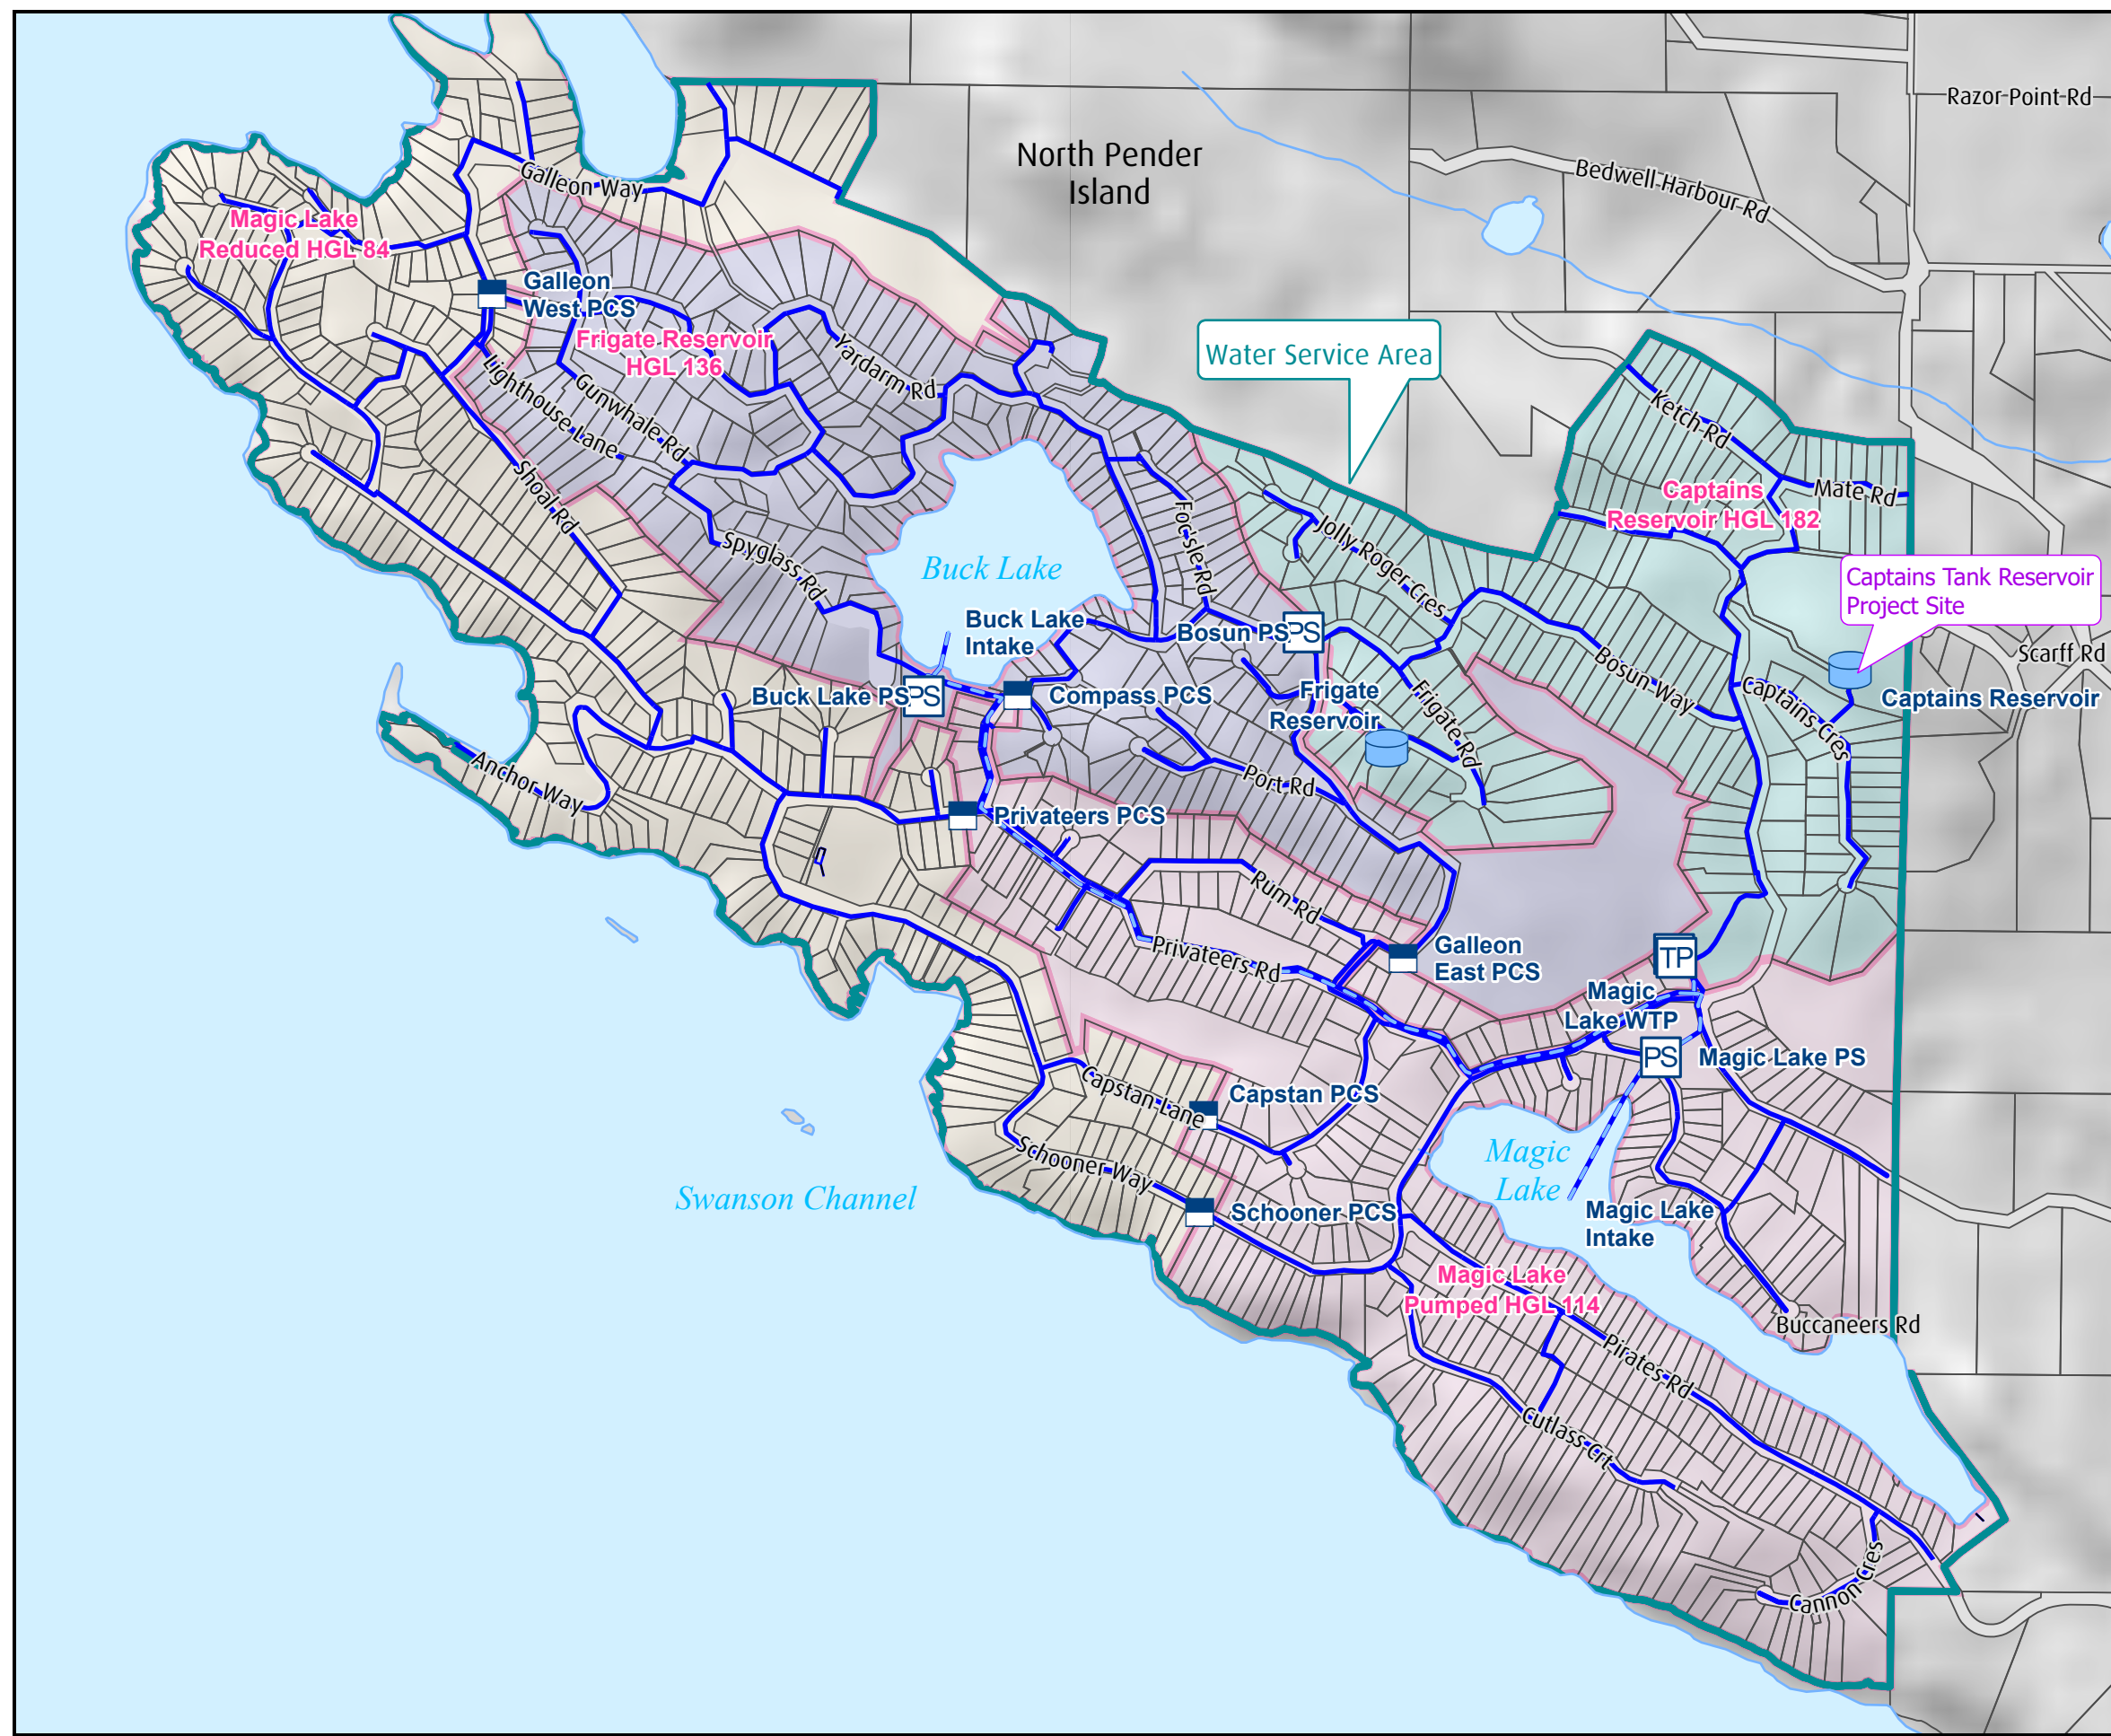 Razor Point Rd
North Pender
Island
Bedwell Harbour Rd
Galleon Way
Magic Lake
Reduced HGL 84
Galleon
West PCS
Frigate Reservoir
HGL 136
Yardarm Rd
Water Service Area
Lighthouse Lane
Gunwhale Rd
Ketch Rd
Mate Rd
Captains
Reservoir HGL 182
Shoal Rd
Spyglass Rd
Foc'sle Rd
Jolly Roger Cres
Buck Lake
Captains Tank Reservoir
Project Site
Buck Lake
Intake
Bosun PS
PS
Scarff Rd
Bosun Way
Captains Cres
Captains Reservoir
Buck Lake PS
PS
Compass PCS
Frigate
Reservoir
Frigate Rd
Anchor Way
Port Rd
Privateers PCS
Rum Rd
Privateers Rd
Galleon
East PCS
TP
Magic
Lake WTP
PS
Magic Lake PS
Capstan Lane
Capstan PCS
Schooner Way
Magic
Lake
Swanson Channel
Schooner PCS
Magic Lake
Intake
Magic Lake
Pumped HGL 114
Buccaneers Rd
Pirates Rd
Cutlass Crt
Cannon Cres